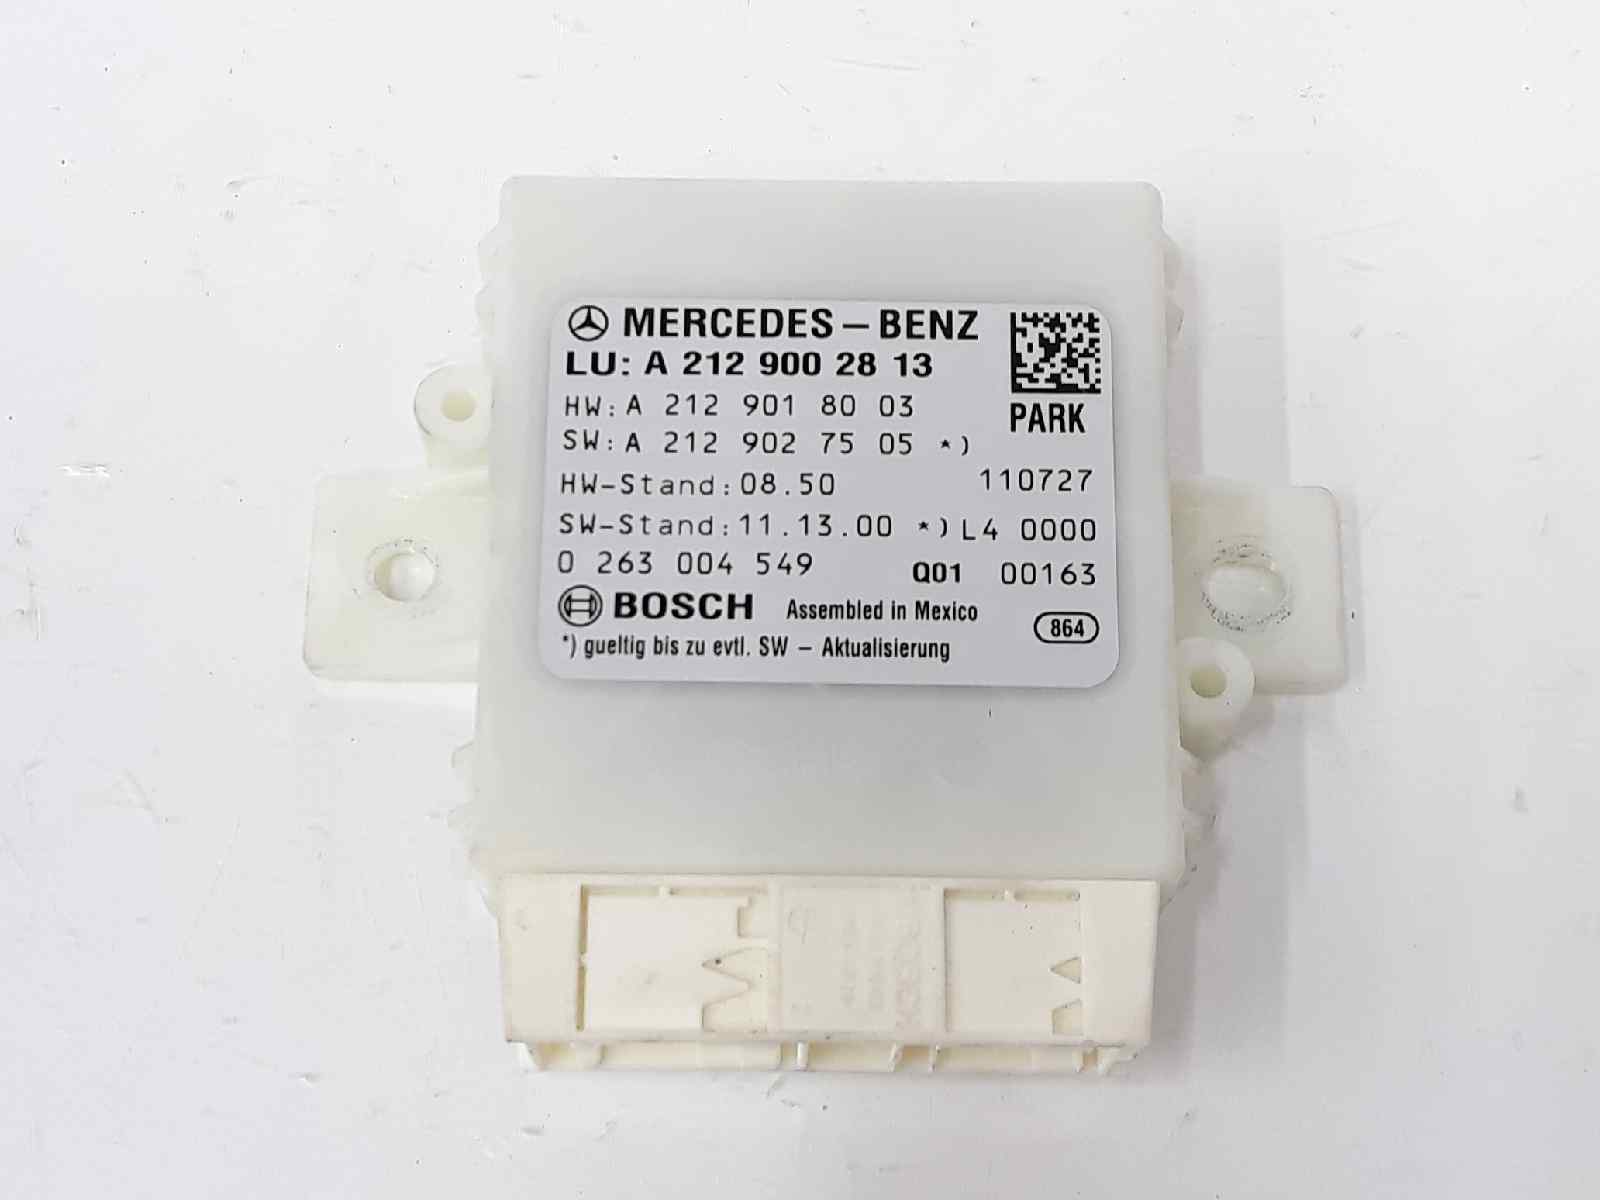 MERCEDES – BENZ
LU: A 212 900 28 13
HW: A 212 901 80 03
PARK
SW: A 212 902 75 05 *)
HW-Stand: 08.50 110727
SW-Stand: 11.13.00 *) L4 0000
0 263 004 549 Q01 00163
BOSCH Assembled in Mexico 864
*) gueltig bis zu evtl. SW – Aktualisierung